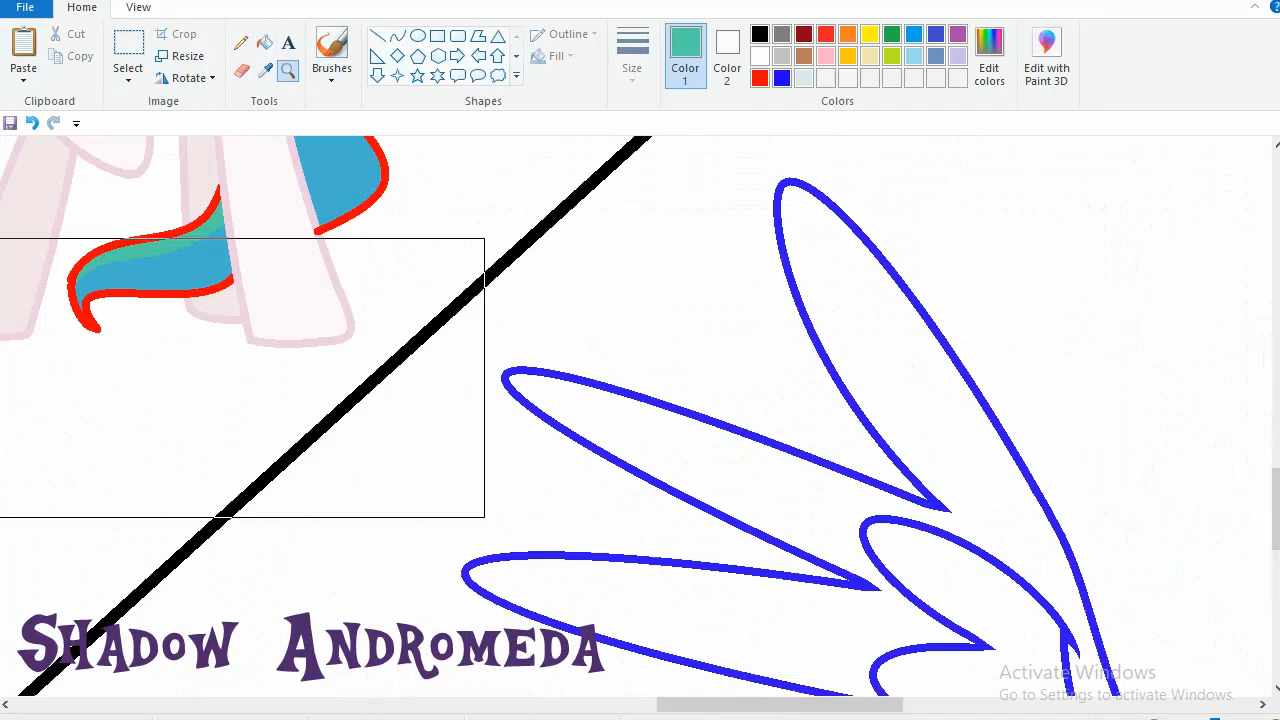 File Home View
Paste Cut Copy Clipboard
Select Crop Resize Rotate Image
Tools
Brushes
Shapes Outline Fill
Size
Color 1 Color 2 Edit colors Colors
Edit with Paint 3D
Shadow Andromeda
Activate Windows
Go to Settings to activate Windows.